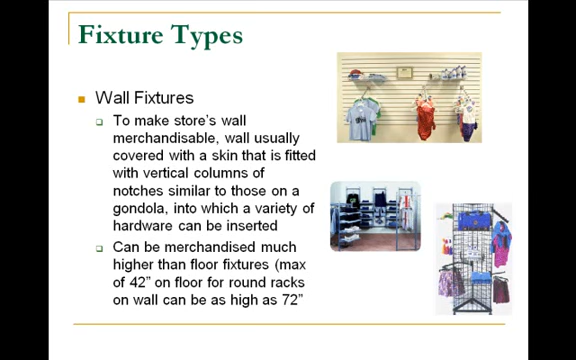 Fixture Types
Wall Fixtures
To make store's wall
merchandisable, wall usually
covered with a skin that is fitted
with vertical columns of
notches similar to those on a
gondola, into which a variety of
hardware can be inserted
Can be merchandised much
higher than floor fixtures (max
of 42" on floor for round racks
on wall can be as high as 72"